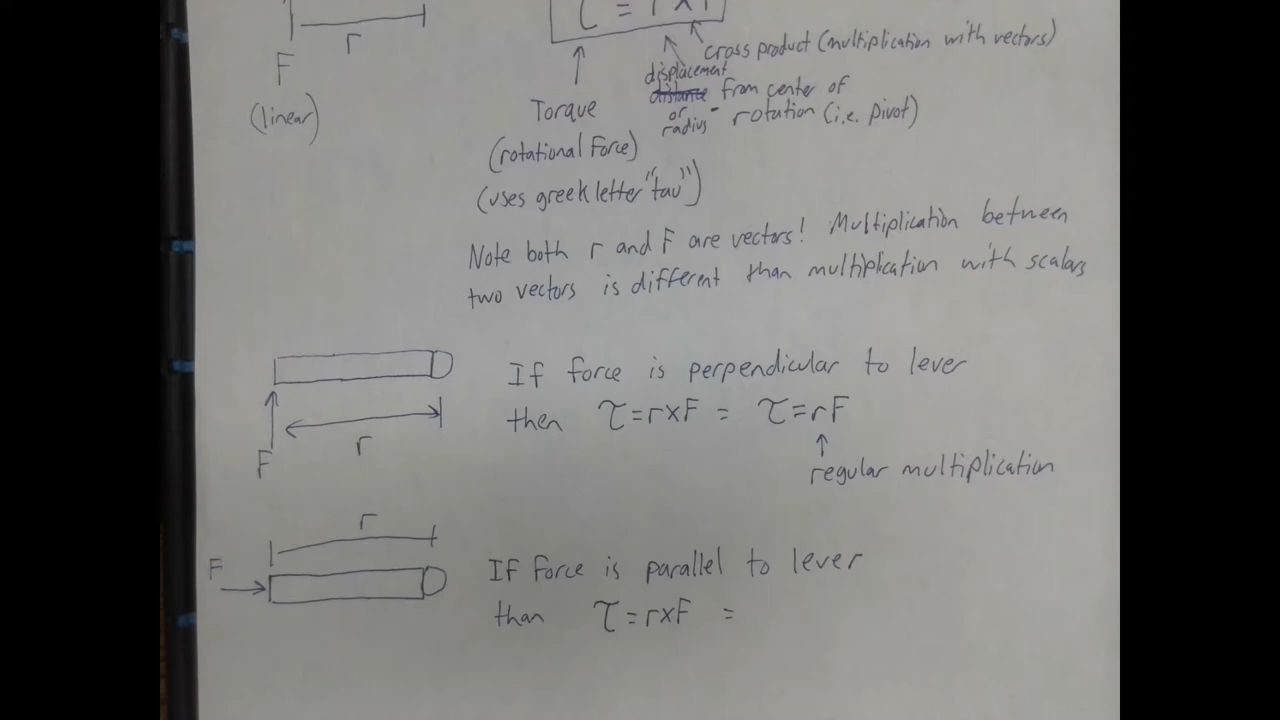 r
F
(linear)
τ = r x F
cross product (multiplication with vectors)
displacement
distance from center of
or
radius - rotation (i.e. pivot)
Torque
(rotational Force)
(uses greek letter "tau")
Note both r and F are vectors! Multiplication between
two vectors is different than multiplication with scalars
F
r
If force is perpendicular to lever
then τ=rxF = τ=rF
regular multiplication
r
F
If force is parallel to lever
than τ=rxF =